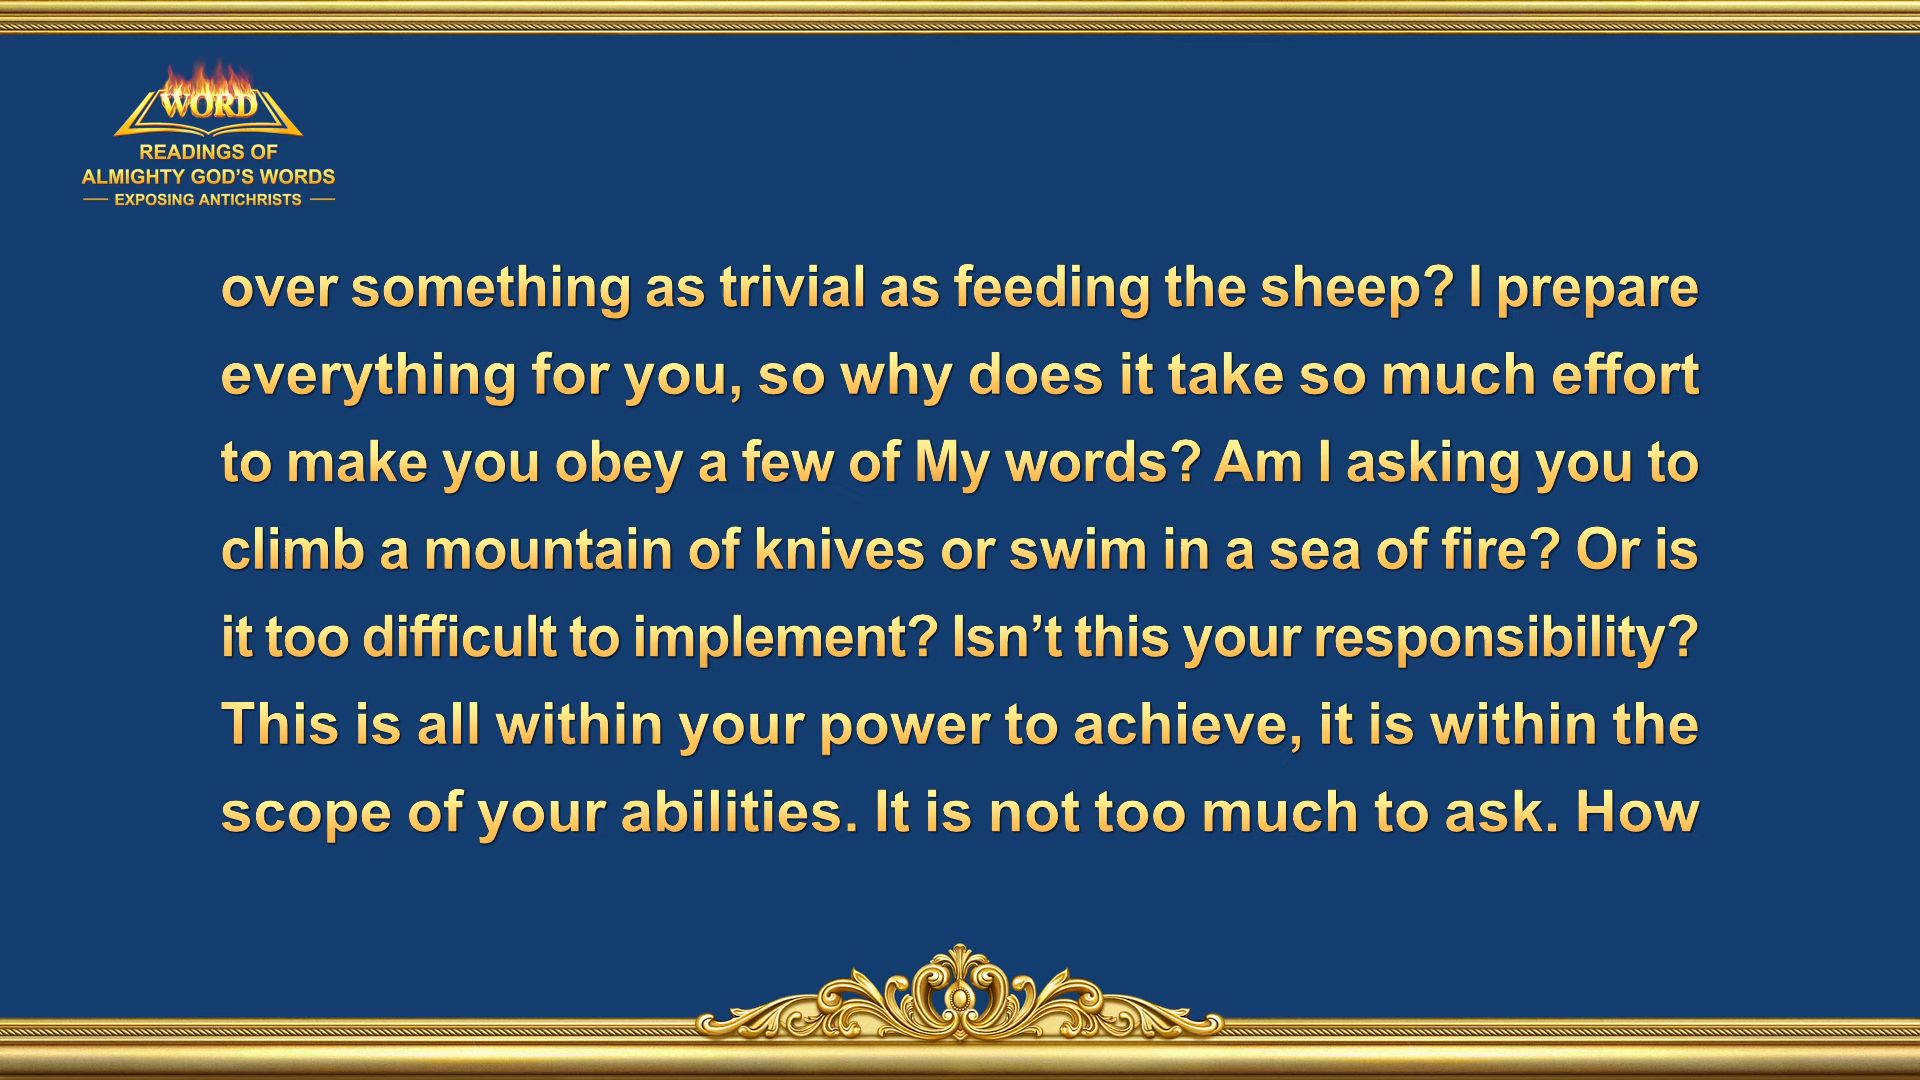 WORD
READINGS OF
ALMIGHTY GOD’S WORDS
EXPOSING ANTICHRISTS
over something as trivial as feeding the sheep? I prepare
everything for you, so why does it take so much effort
to make you obey a few of My words? Am I asking you to
climb a mountain of knives or swim in a sea of fire? Or is
it too difficult to implement? Isn’t this your responsibility?
This is all within your power to achieve, it is within the
scope of your abilities. It is not too much to ask. How